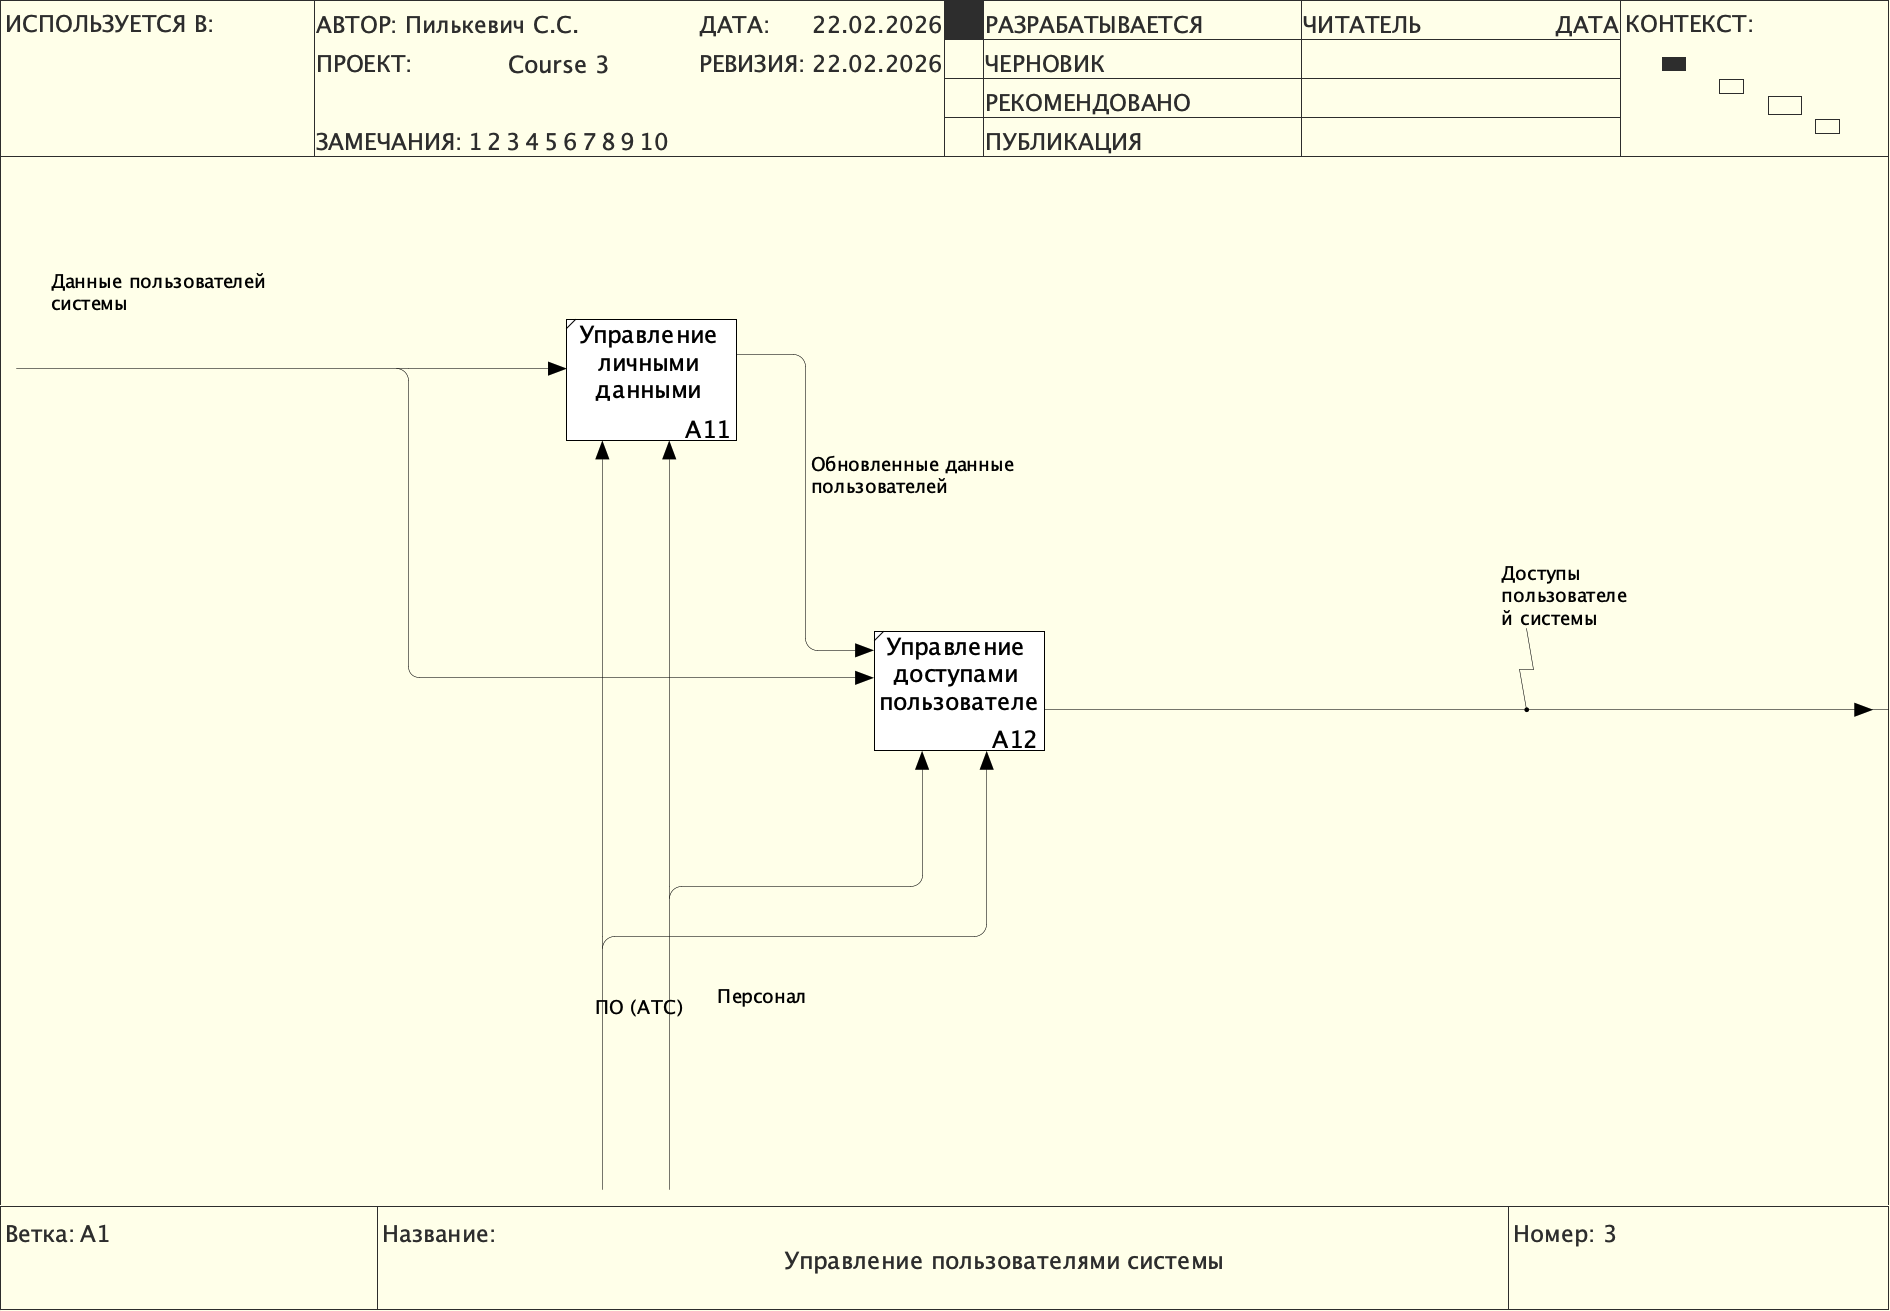 ИСПОЛЬЗУЕТСЯ В:
АВТОР: Пилькевич С.С.
ДАТА: 22.02.2026
ПРОЕКТ: Course 3
РЕВИЗИЯ: 22.02.2026
ЗАМЕЧАНИЯ: 1 2 3 4 5 6 7 8 9 10
РАЗРАБАТЫВАЕТСЯ
ЧЕРНОВИК
РЕКОМЕНДОВАНО
ПУБЛИКАЦИЯ
ЧИТАТЕЛЬ ДАТА
КОНТЕКСТ:
Данные пользователей
системы
Управление
личными
данными
A11
Обновленные данные
пользователей
Доступы
пользователе
й системы
Управление
доступами
пользователе
A12
ПО (АТС)
Персонал
Ветка: A1
Название:
Управление пользователями системы
Номер: 3